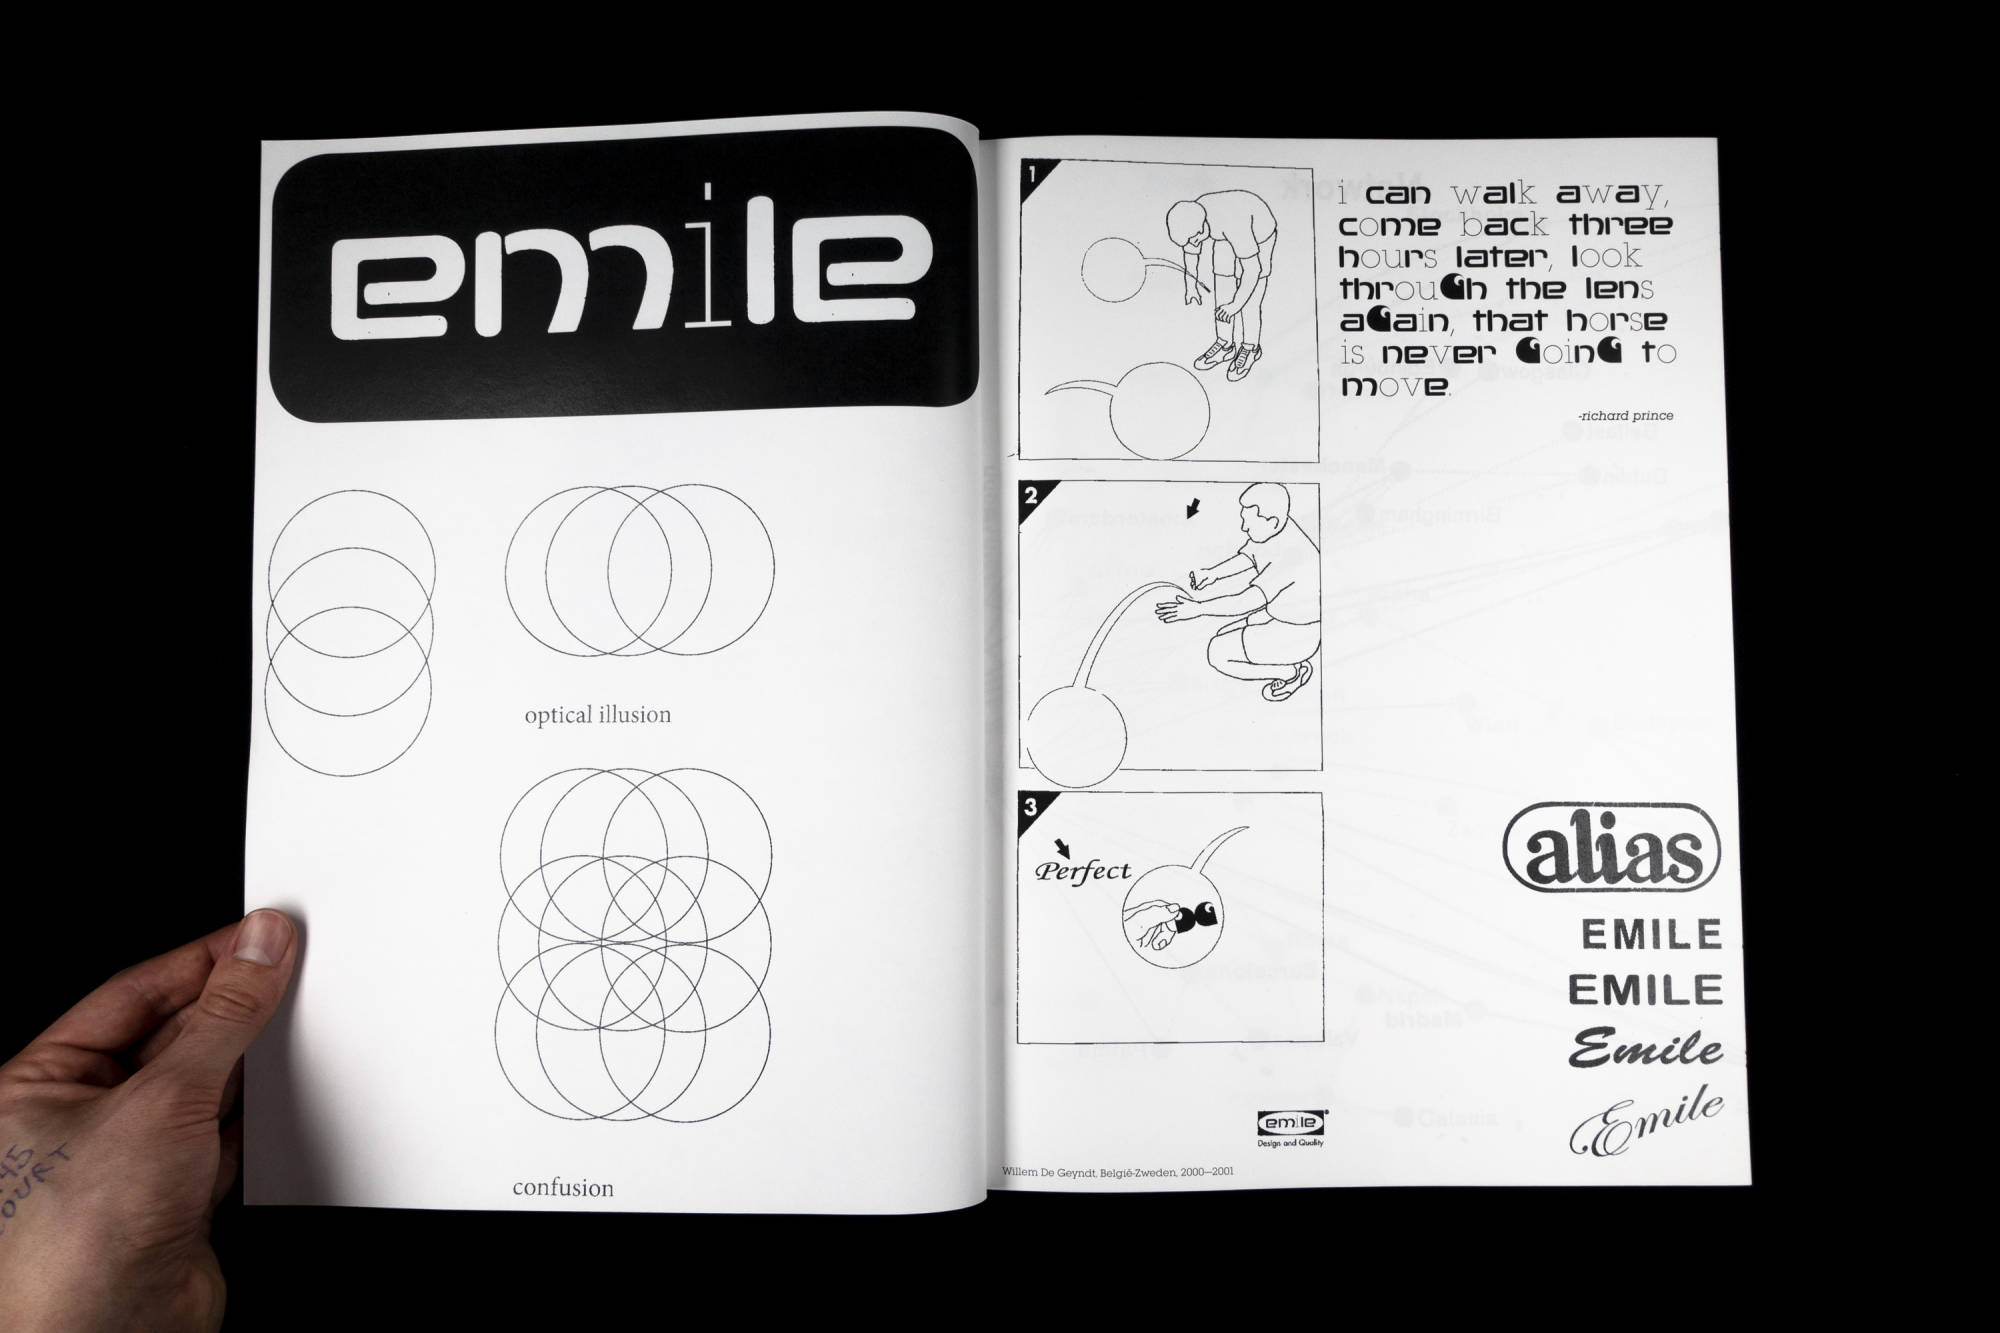 emile
optical illusion
confusion
1
2
3
Perfect
i can walk away,
come back three
hours later, look
through the lens
again, that horse
is never going to
move.
-richard prince
alias
EMILE
EMILE
Emile
Emile
emile
Design and Quality
Willem De Geyndt, België-Zweden, 2000—2001
45
COURT